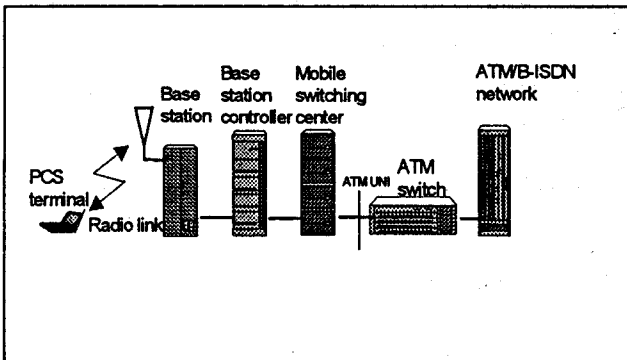 Base
station
Base
station
controller
Mobile
switching
center
ATM/B-ISDN
network
PCS
terminal
Radio link
ATM UNI
ATM
switch